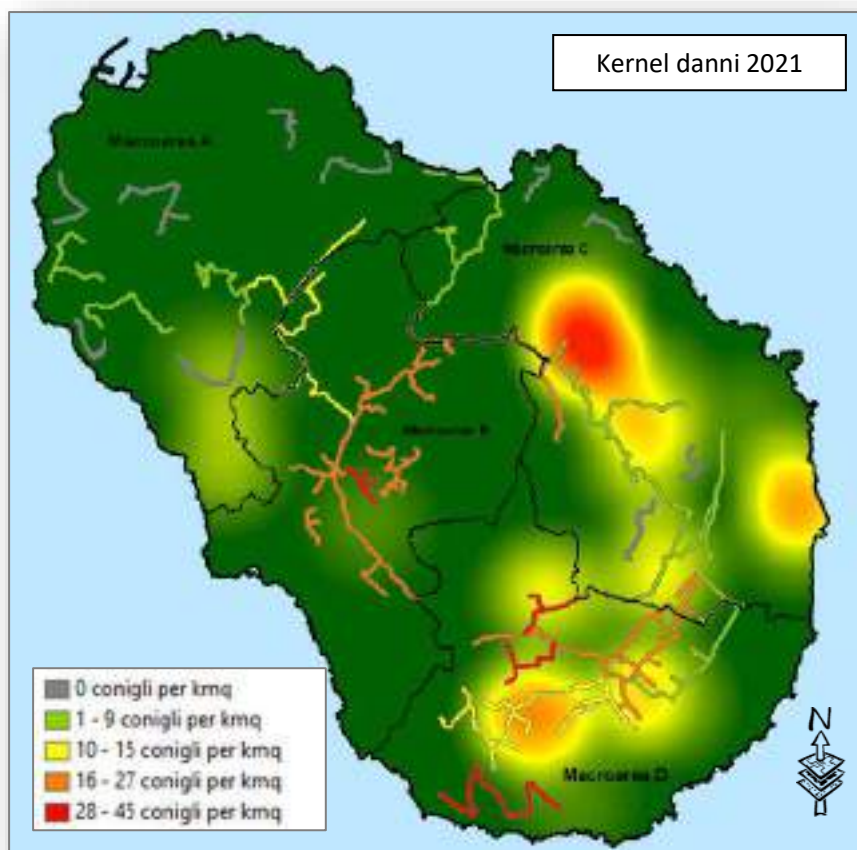 Kernel danni 2021
Macroarea A
Macroarea C
Macroarea B
Macroarea D
0 conigli per kmq
1 - 9 conigli per kmq
10 - 15 conigli per kmq
16 - 27 conigli per kmq
28 - 45 conigli per kmq
N